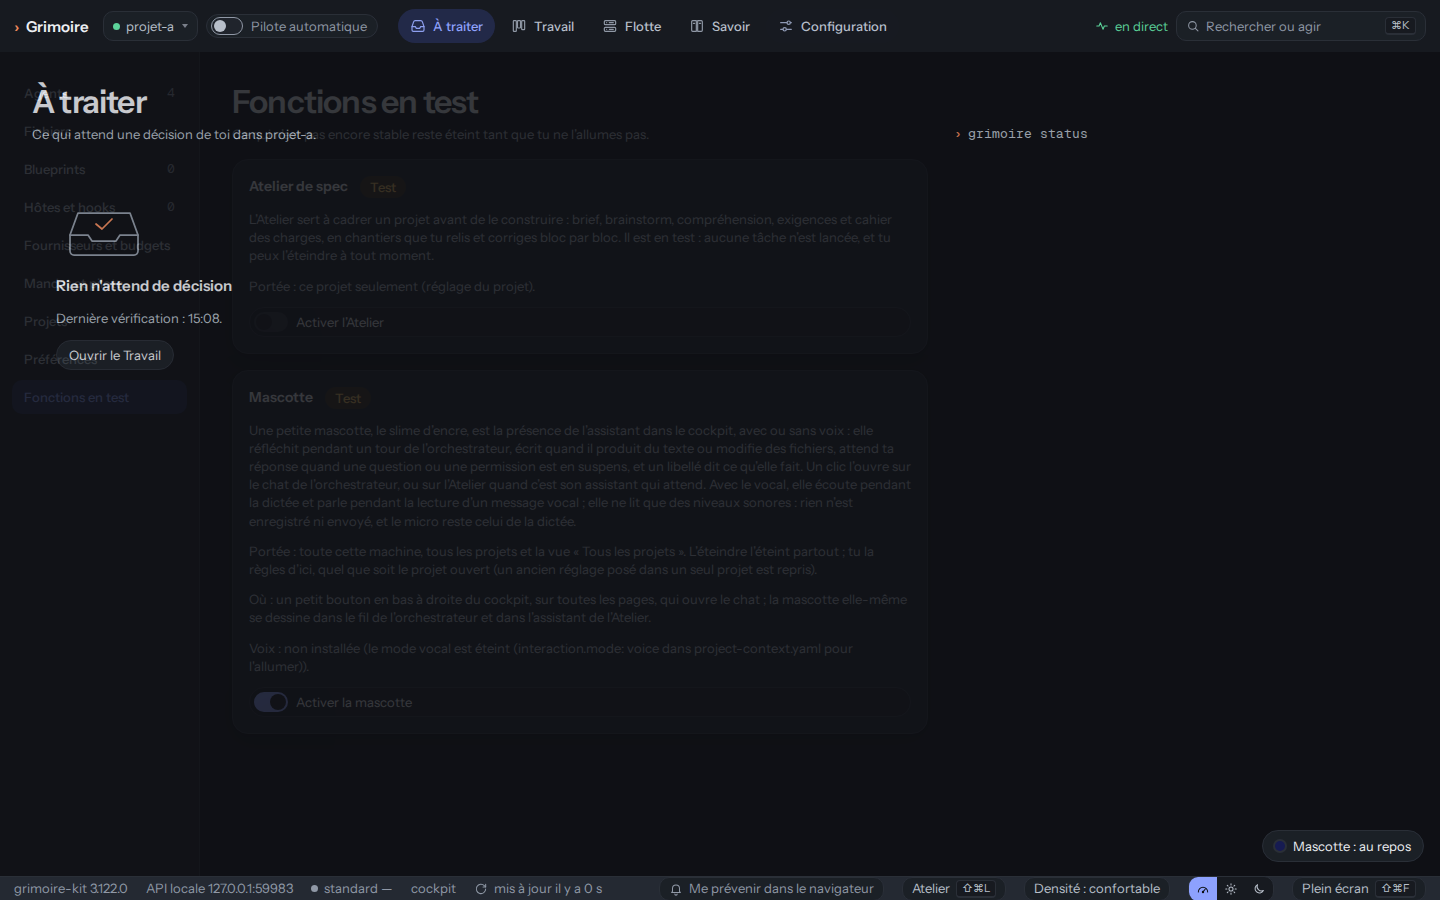 › Grimoire
projet-a
Pilote automatique
À traiter
Travail
Flotte
Savoir
Configuration
en direct
Rechercher ou agir
⌘K
À traiter
Ce qui attend une décision de toi dans projet-a.
4
Blueprints
0
Hôtes et hooks
0
Fournisseurs et budgets
Rien n'attend de décision
Dernière vérification : 15:08.
Ouvrir le Travail
Fonctions en test
Fonctions en test
encore stable reste éteint tant que tu ne l'allumes pas.
› grimoire status
Atelier de spec
Test
L'Atelier sert à cadrer un projet avant de le construire : brief, brainstorm, compréhension, exigences et cahier
des charges, en chantiers que tu relis et corriges bloc par bloc. Il est en test : aucune tâche n'est lancée, et tu
peux l'éteindre à tout moment.
Portée : ce projet seulement (réglage du projet).
Activer l'Atelier
Mascotte
Test
Une petite mascotte, le slime d'encre, est la présence de l'assistant dans le cockpit, avec ou sans voix : elle
réfléchit pendant un tour de l'orchestrateur, écrit quand il produit du texte ou modifie des fichiers, attend ta
réponse quand une question ou une permission est en suspens, et un libellé dit ce qu'elle fait. Un clic l'ouvre sur
le chat de l'orchestrateur, ou sur l'Atelier quand c'est son assistant qui attend. Avec le vocal, elle écoute pendant
la dictée et parle pendant la lecture d'un message vocal ; elle ne lit que des niveaux sonores : rien n'est
enregistré ni envoyé, et le micro reste celui de la dictée.
Portée : toute cette machine, tous les projets et la vue « Tous les projets ». L'éteindre l'éteint partout ; tu la
règles d'ici, quel que soit le projet ouvert (un ancien réglage posé dans un seul projet est repris).
Où : un petit bouton en bas à droite du cockpit, sur toutes les pages, qui ouvre le chat ; la mascotte elle-même
se dessine dans le fil de l'orchestrateur et dans l'assistant de l'Atelier.
Voix : non installée (le mode vocal est éteint (interaction.mode: voice dans project-context.yaml pour
l'allumer)).
Activer la mascotte
Mascotte : au repos
grimoire-kit 3.122.0
API locale 127.0.0.1:59983
standard —
cockpit
mis à jour il y a 0 s
Me prévenir dans le navigateur
Atelier
⇧⌘L
Densité : confortable
Plein écran
⇧⌘F